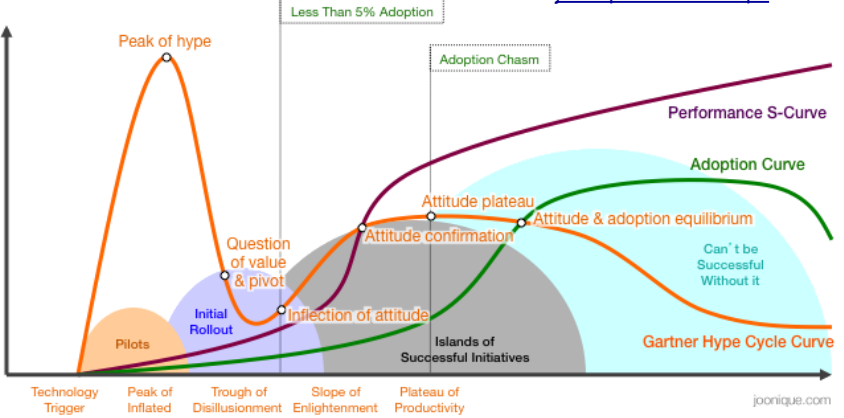 Less Than 5% Adoption
Peak of hype
Adoption Chasm
Performance S-Curve
Adoption Curve
Attitude plateau
Attitude & adoption equilibrium
Attitude confirmation
Question
of value
& pivot
Can't be
Successful
Without it
Inflection of attitude
Initial
Rollout
Pilots
Islands of
Successful Initiatives
Gartner Hype Cycle Curve
Technology
Trigger
Peak of
Inflated
Trough of
Disillusionment
Slope of
Enlightenment
Plateau of
Productivity
joonique.com